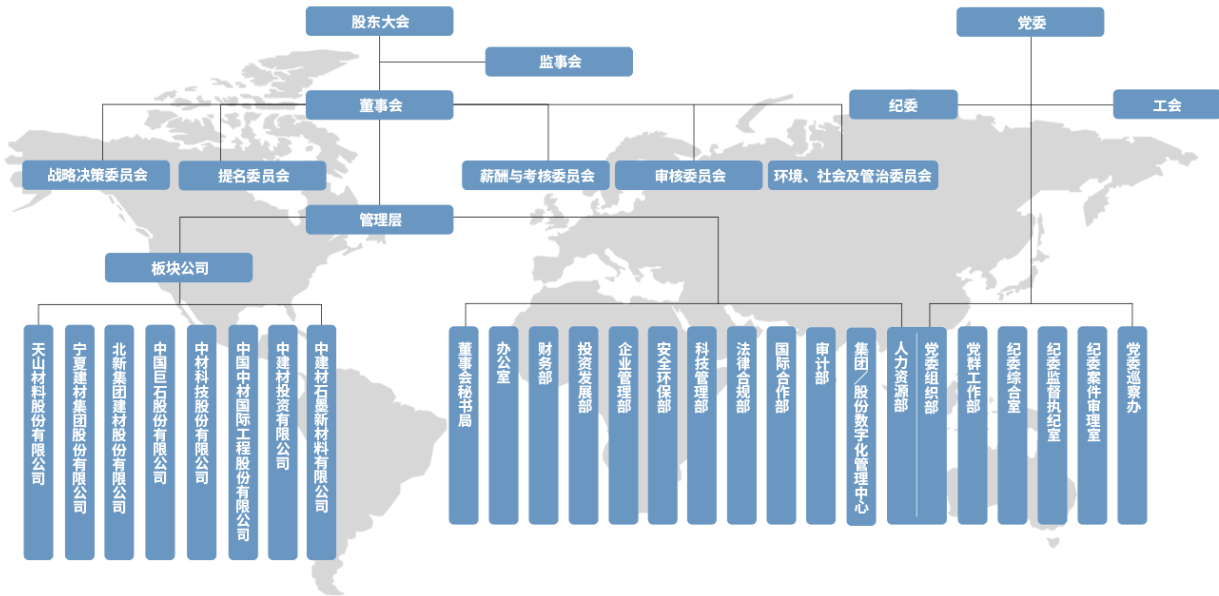 股东大会
党委
监事会
董事会
纪委
工会
战略决策委员会
提名委员会
薪酬与考核委员会
审核委员会
环境、社会及管治委员会
管理层
板块公司
天山材料股份有限公司
宁夏建材集团股份有限公司
北新集团建材股份有限公司
中国巨石股份有限公司
中材科技股份有限公司
中国中材国际工程股份有限公司
中建材投资有限公司
中建材石墨新材料有限公司
董事会秘书局
办公室
财务部
投资发展部
企业管理部
安全环保部
科技管理部
法律合规部
国际合作部
审计部
集团／股份数字化管理中心
人力资源部
党委组织部
党群工作部
纪委综合室
纪委监督执纪室
纪委案件审理室
党委巡察办